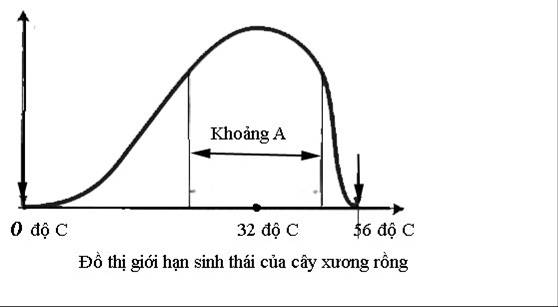 Khoảng A
0 độ C 32 độ C 56 độ C
Đồ thị giới hạn sinh thái của cây xương rồng